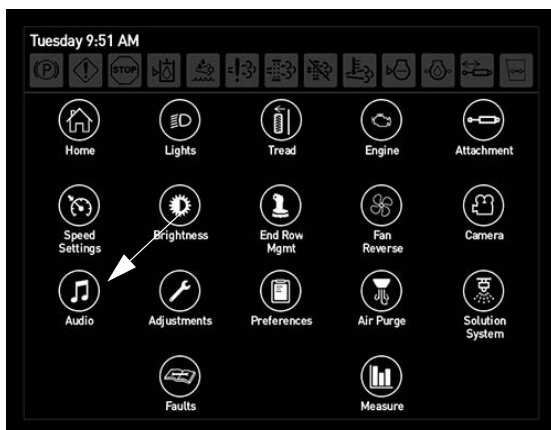 Tuesday 9:51 AM
(P) STOP
Home Lights Tread Engine Attachment
Speed Settings Brightness End Row Mgmt Fan Reverse Camera
Audio Adjustments Preferences Air Purge Solution System
Faults Measure